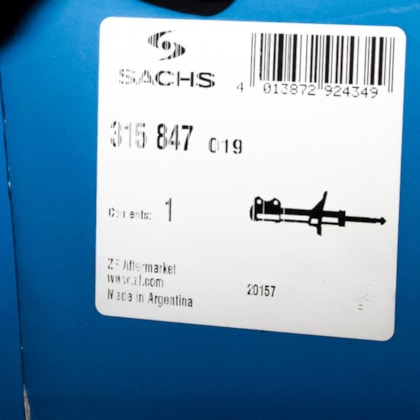 SACHS
4 013872 924349
315 847 019
Contents: 1
ZF Aftermarket
www.zf.com
Made in Argentina
20157